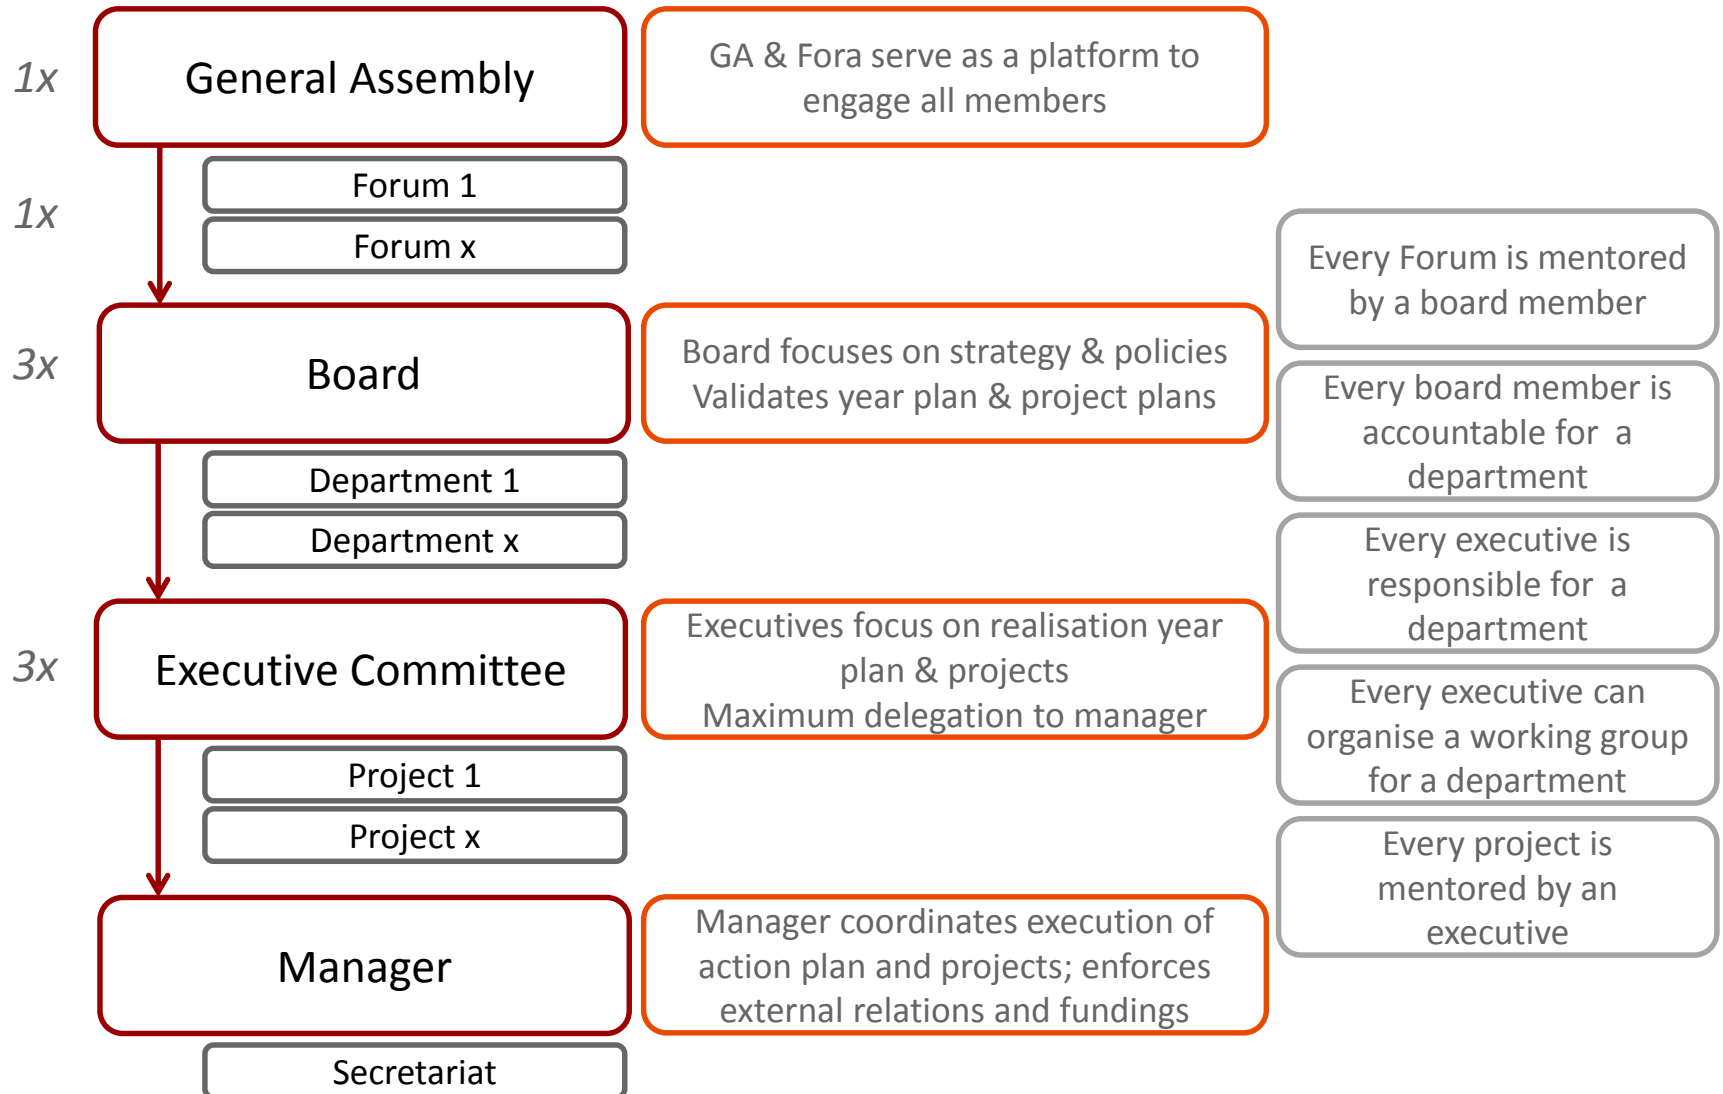 1x
General Assembly
GA & Fora serve as a platform to
engage all members
1x
Forum 1
Forum x
Every Forum is mentored
by a board member
3x
Board
Board focuses on strategy & policies
Validates year plan & project plans
Every board member is
accountable for a
department
Department 1
Department x
Every executive is
responsible for a
department
3x
Executive Committee
Executives focus on realisation year
plan & projects
Maximum delegation to manager
Every executive can
organise a working group
for a department
Project 1
Project x
Every project is
mentored by an
executive
Manager
Manager coordinates execution of
action plan and projects; enforces
external relations and fundings
Secretariat